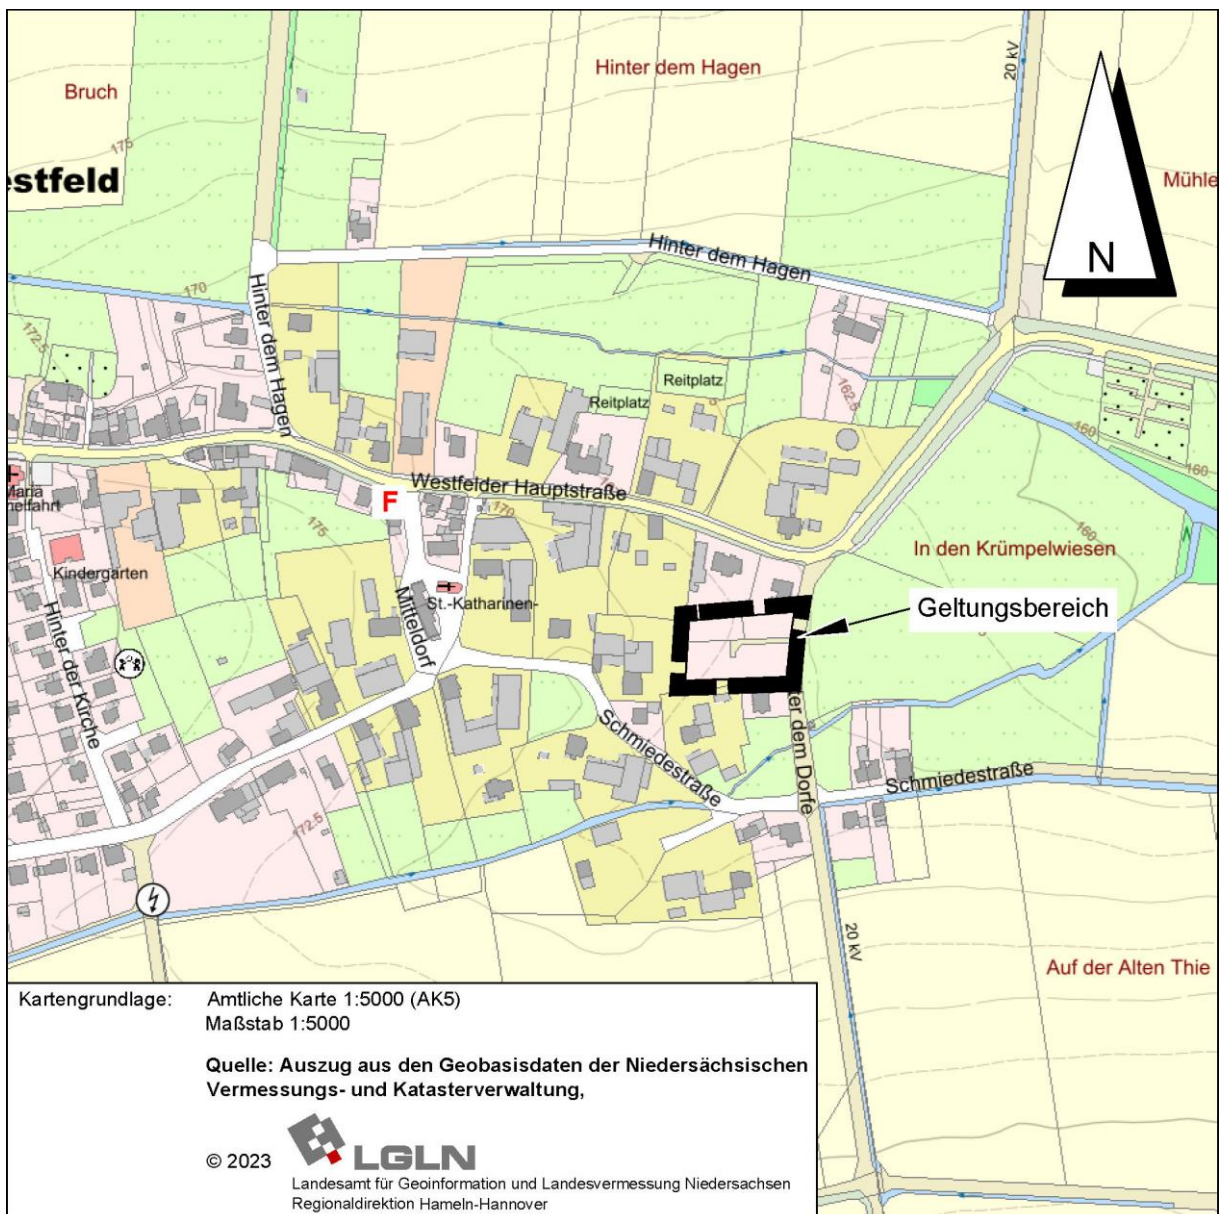 Bruch
175
estfeld
Hinter dem Hagen
20 kV
Mühle
N
Hinter dem Hagen
170
172.5
Hinter dem Hagen
Reitplatz
Reitplatz
162.5
160
160
Westfelder Hauptstraße
F
170
175
Maria
melfahrt
Kindergarten
160
In den Krümpelwiesen
Mitteldorf
St.-Katharinen-
Geltungsbereich
Hinter der Kirche
Schmiedestraße
ter dem Dorfe
Schmiedestraße
172.5
20 kV
Auf der Alten Thie
Kartengrundlage: Amtliche Karte 1:5000 (AK5)
Maßstab 1:5000
Quelle: Auszug aus den Geobasisdaten der Niedersächsischen
Vermessungs- und Katasterverwaltung,
© 2023 LGLN
Landesamt für Geoinformation und Landesvermessung Niedersachsen
Regionaldirektion Hameln-Hannover